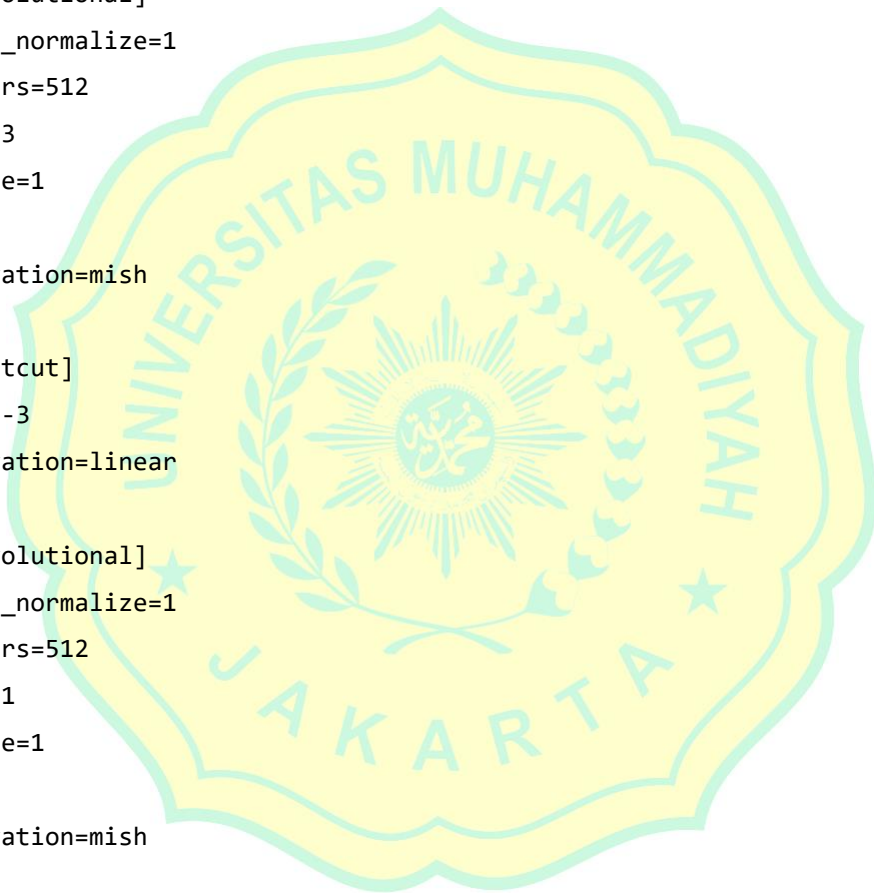 olutional]
_normalize=1
rs=512
3
e=1
ation=mish
tcut]
-3
ation=linear
olutional]
_normalize=1
rs=512
1
e=1
ation=mish
UNIVERSITAS MUHAMMADIYAH
JAKARTA